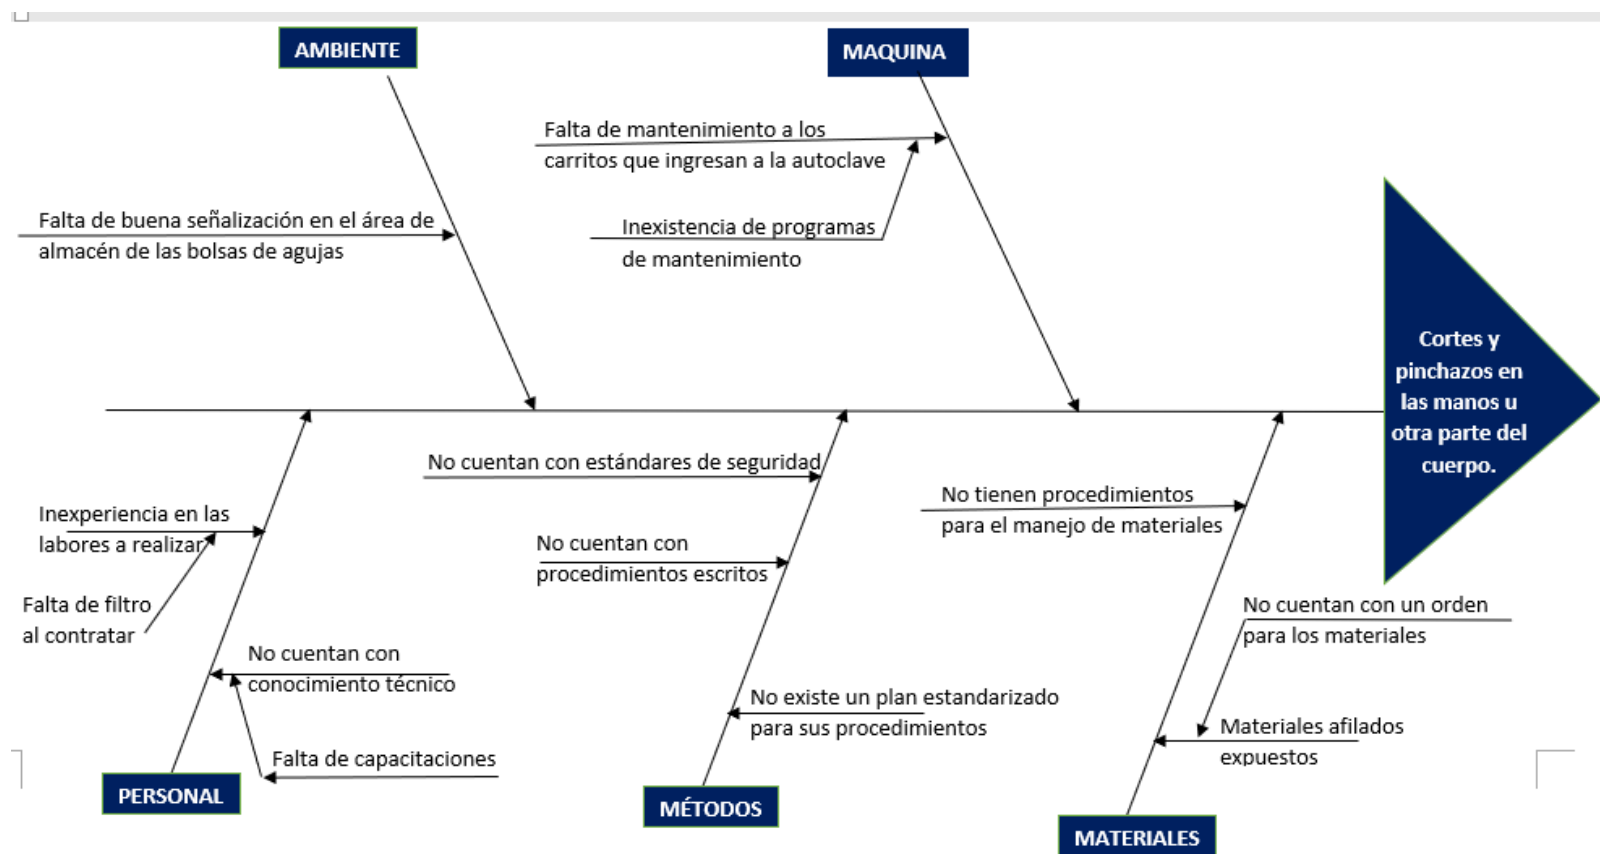 AMBIENTE
MAQUINA
Falta de mantenimiento a los
carritos que ingresan a la autoclave
Inexistencia de programas
de mantenimiento
Falta de buena señalización en el área de
almacén de las bolsas de agujas
Cortes y
pinchazos en
las manos u
otra parte del
cuerpo.
No cuentan con estándares de seguridad
No cuentan con
procedimientos escritos
No existe un plan estandarizado
para sus procedimientos
No tienen procedimientos
para el manejo de materiales
No cuentan con un orden
para los materiales
Materiales afilados
expuestos
Inexperiencia en las
labores a realizar
Falta de filtro
al contratar
No cuentan con
conocimiento técnico
Falta de capacitaciones
PERSONAL
MÉTODOS
MATERIALES